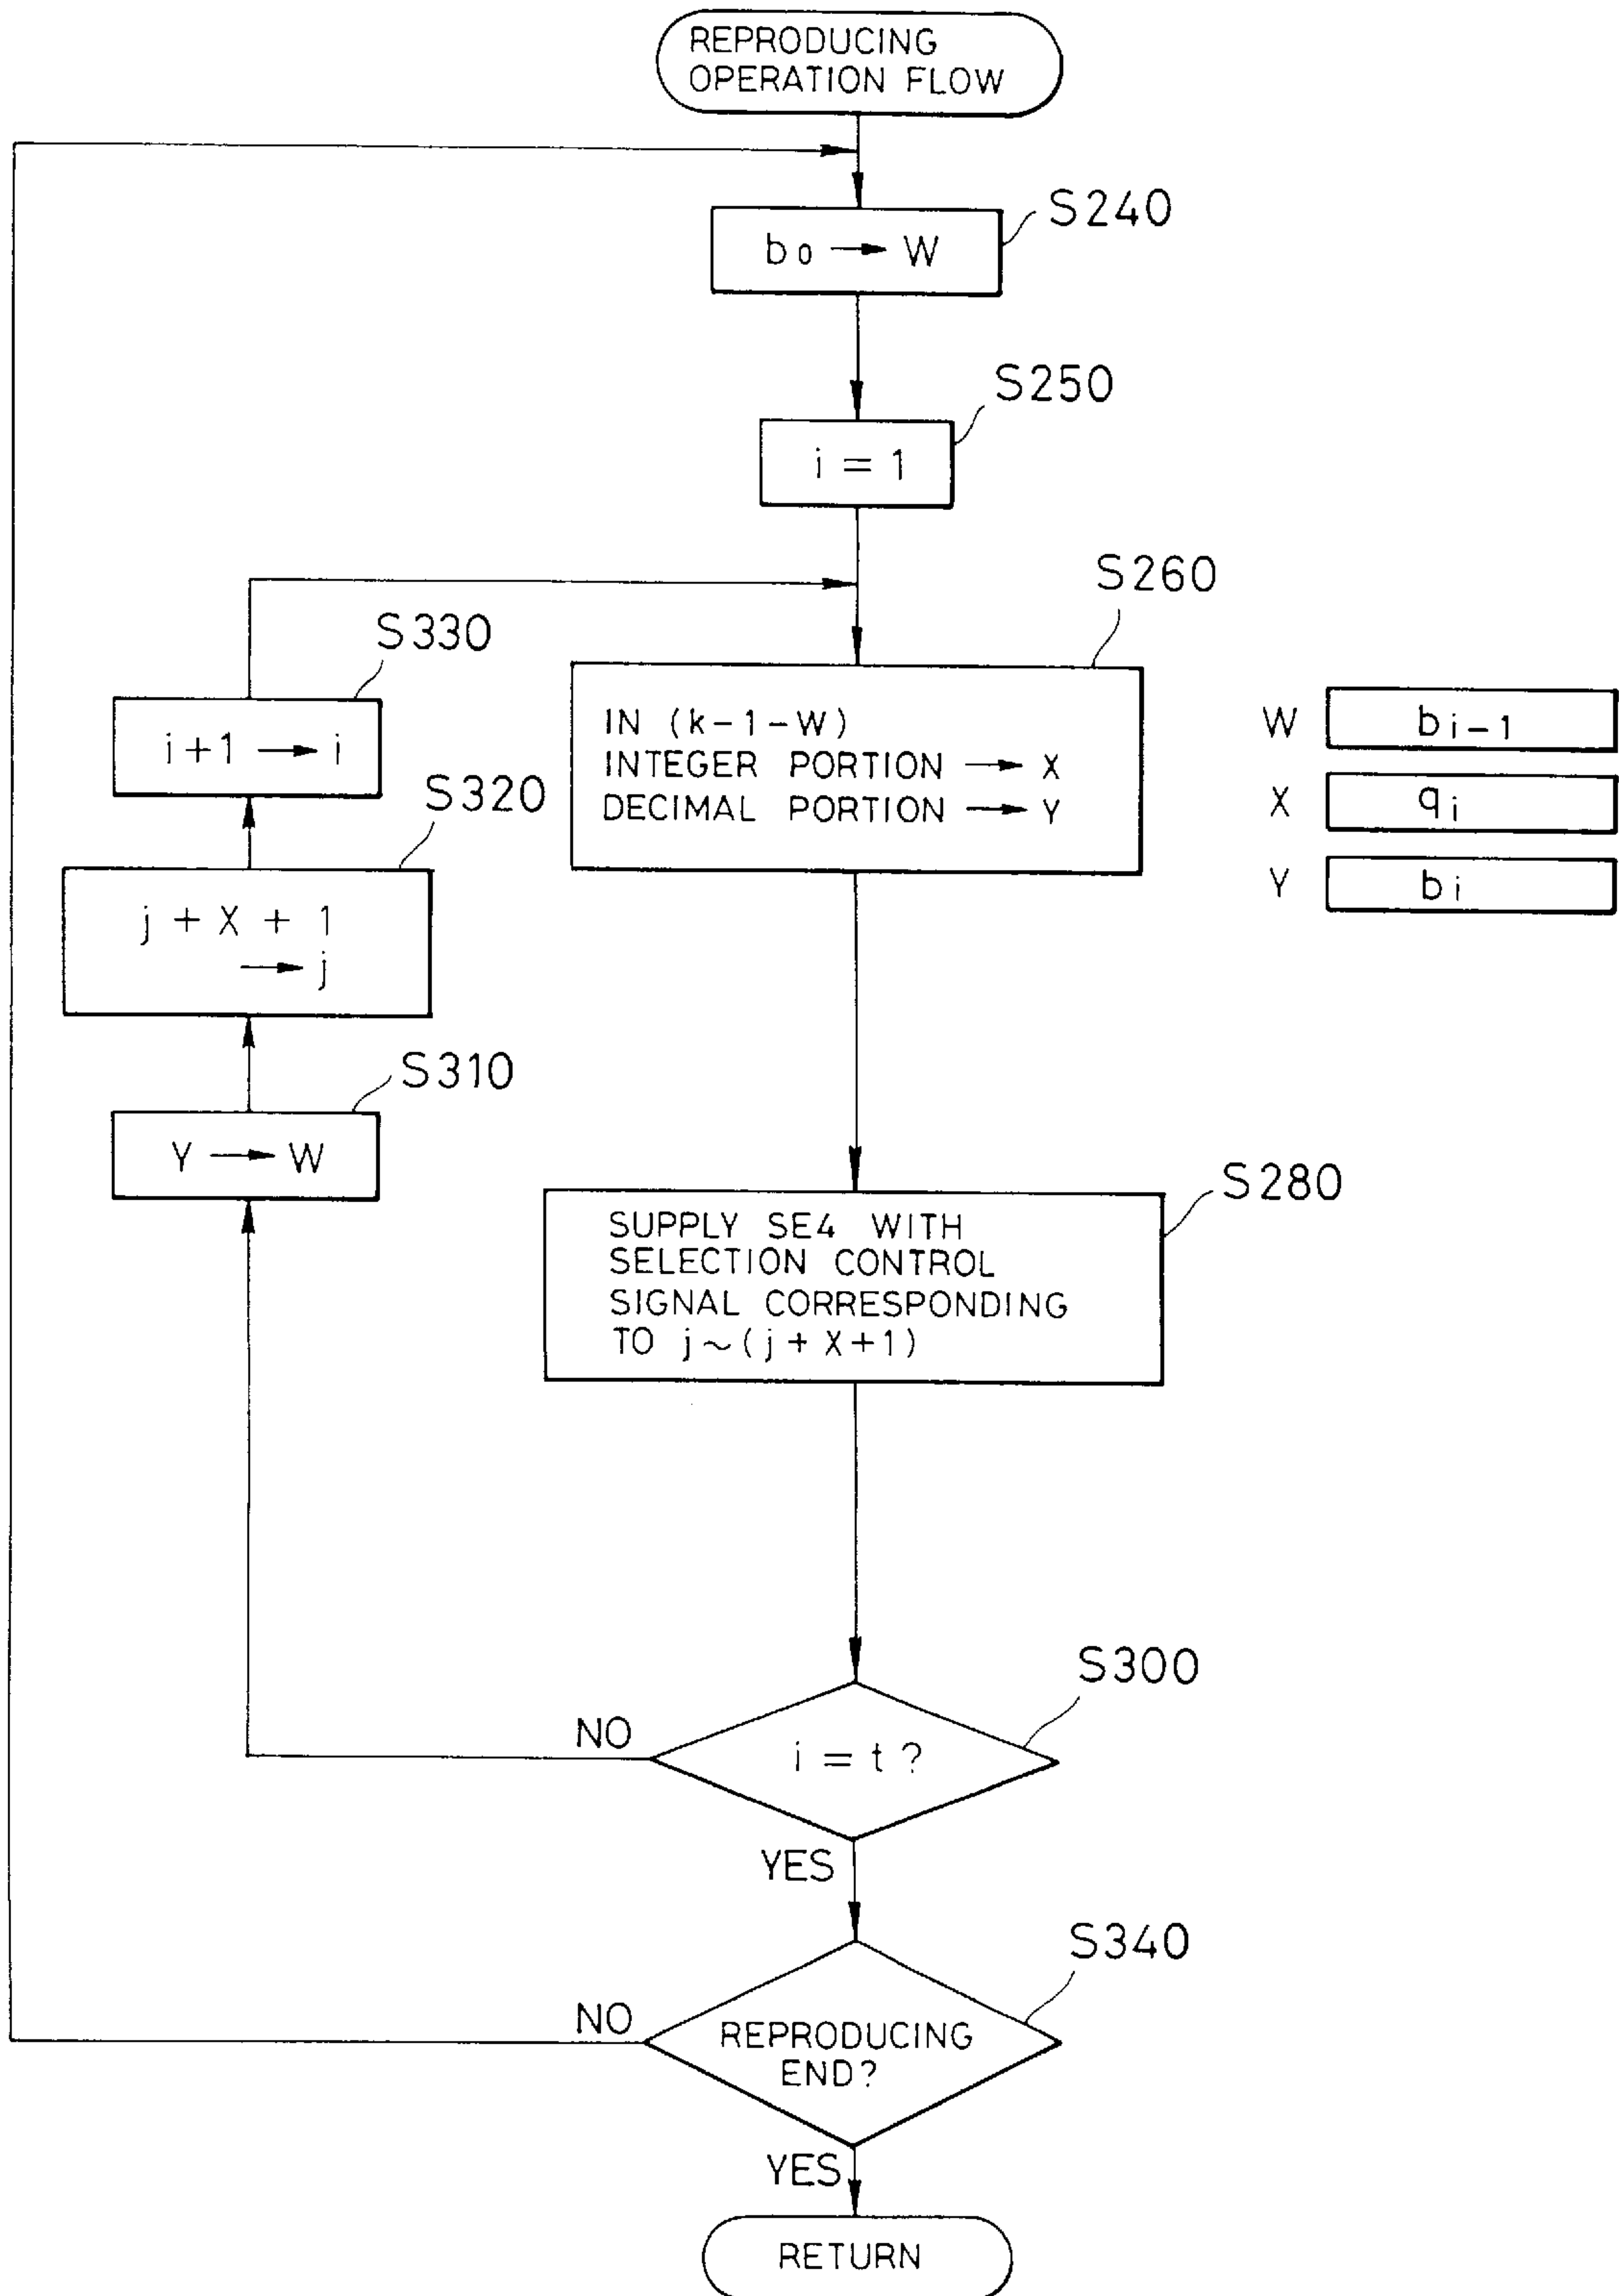 REPRODUCING
OPERATION FLOW
S240
b0 → W
S250
i = 1
S260
IN (k-1-W)
INTEGER PORTION → X
DECIMAL PORTION → Y
W bi-1
X qi
Y bi
S330
i+1 → i
S320
j + X + 1
→ j
S310
Y → W
S280
SUPPLY SE4 WITH
SELECTION CONTROL
SIGNAL CORRESPONDING
TO j~(j+X+1)
S300
i = t ?
NO
YES
S340
REPRODUCING
END?
NO
YES
RETURN